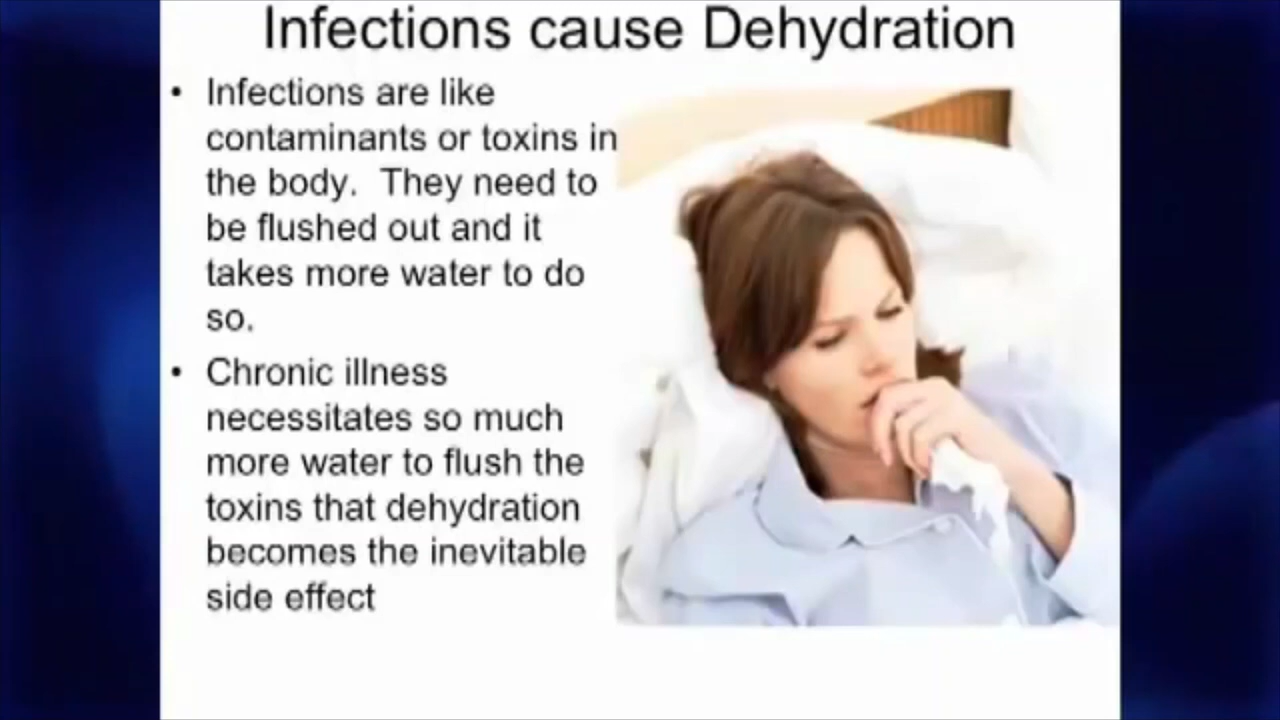 Infections cause Dehydration
• Infections are like
contaminants or toxins in
the body. They need to
be flushed out and it
takes more water to do
so.
• Chronic illness
necessitates so much
more water to flush the
toxins that dehydration
becomes the inevitable
side effect